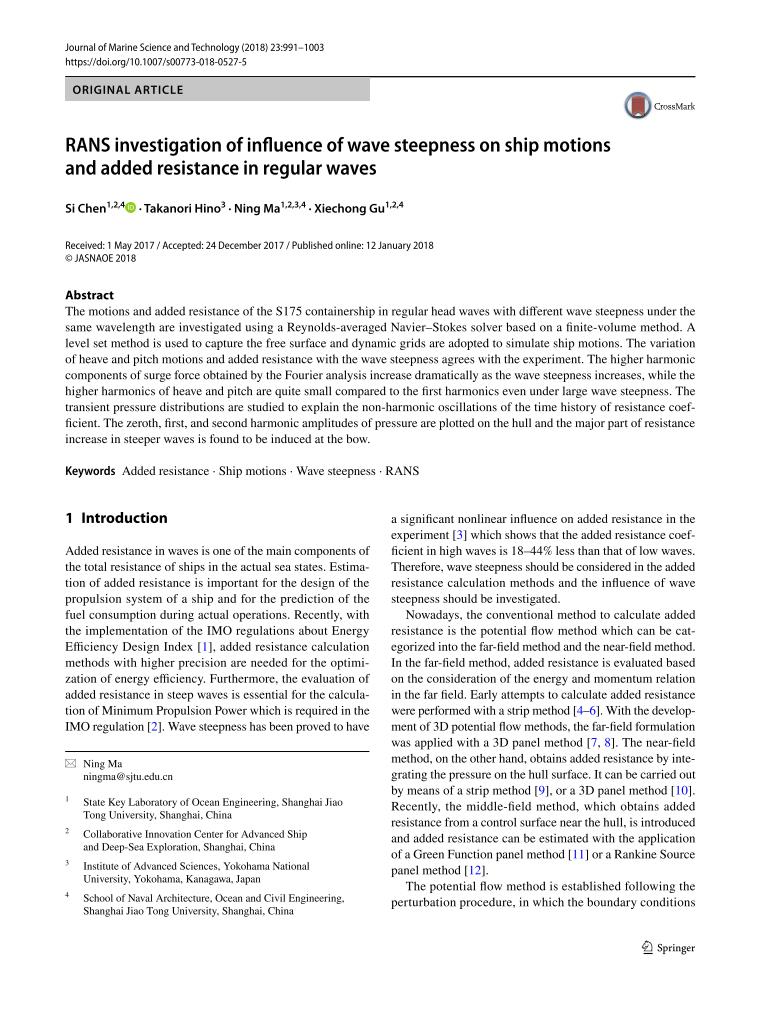 Journal of Marine Science and Technology (2018) 23:991–1003
https://doi.org/10.1007/s00773-018-0527-5
ORIGINAL ARTICLE
CrossMark
RANS investigation of influence of wave steepness on ship motions
and added resistance in regular waves
Si Chen1,2,4 · Takanori Hino3 · Ning Ma1,2,3,4 · Xiechong Gu1,2,4
Received: 1 May 2017 / Accepted: 24 December 2017 / Published online: 12 January 2018
© JASNAOE 2018
Abstract
The motions and added resistance of the S175 containership in regular head waves with different wave steepness under the
same wavelength are investigated using a Reynolds-averaged Navier–Stokes solver based on a finite-volume method. A
level set method is used to capture the free surface and dynamic grids are adopted to simulate ship motions. The variation
of heave and pitch motions and added resistance with the wave steepness agrees with the experiment. The higher harmonic
components of surge force obtained by the Fourier analysis increase dramatically as the wave steepness increases, while the
higher harmonics of heave and pitch are quite small compared to the first harmonics even under large wave steepness. The
transient pressure distributions are studied to explain the non-harmonic oscillations of the time history of resistance coef-
ficient. The zeroth, first, and second harmonic amplitudes of pressure are plotted on the hull and the major part of resistance
increase in steeper waves is found to be induced at the bow.
Keywords Added resistance · Ship motions · Wave steepness · RANS
1 Introduction
Added resistance in waves is one of the main components of
the total resistance of ships in the actual sea states. Estima-
tion of added resistance is important for the design of the
propulsion system of a ship and for the prediction of the
fuel consumption during actual operations. Recently, with
the implementation of the IMO regulations about Energy
Efficiency Design Index [1], added resistance calculation
methods with higher precision are needed for the optimi-
zation of energy efficiency. Furthermore, the evaluation of
added resistance in steep waves is essential for the calcula-
tion of Minimum Propulsion Power which is required in the
IMO regulation [2]. Wave steepness has been proved to have
Ning Ma
ningma@sjtu.edu.cn
1 State Key Laboratory of Ocean Engineering, Shanghai Jiao
Tong University, Shanghai, China
2 Collaborative Innovation Center for Advanced Ship
and Deep-Sea Exploration, Shanghai, China
3 Institute of Advanced Sciences, Yokohama National
University, Yokohama, Kanagawa, Japan
4 School of Naval Architecture, Ocean and Civil Engineering,
Shanghai Jiao Tong University, Shanghai, China
a significant nonlinear influence on added resistance in the
experiment [3] which shows that the added resistance coef-
ficient in high waves is 18–44% less than that of low waves.
Therefore, wave steepness should be considered in the added
resistance calculation methods and the influence of wave
steepness should be investigated.
Nowadays, the conventional method to calculate added
resistance is the potential flow method which can be cat-
egorized into the far-field method and the near-field method.
In the far-field method, added resistance is evaluated based
on the consideration of the energy and momentum relation
in the far field. Early attempts to calculate added resistance
were performed with a strip method [4–6]. With the develop-
ment of 3D potential flow methods, the far-field formulation
was applied with a 3D panel method [7, 8]. The near-field
method, on the other hand, obtains added resistance by inte-
grating the pressure on the hull surface. It can be carried out
by means of a strip method [9], or a 3D panel method [10].
Recently, the middle-field method, which obtains added
resistance from a control surface near the hull, is introduced
and added resistance can be estimated with the application
of a Green Function panel method [11] or a Rankine Source
panel method [12].
The potential flow method is established following the
perturbation procedure, in which the boundary conditions
Springer